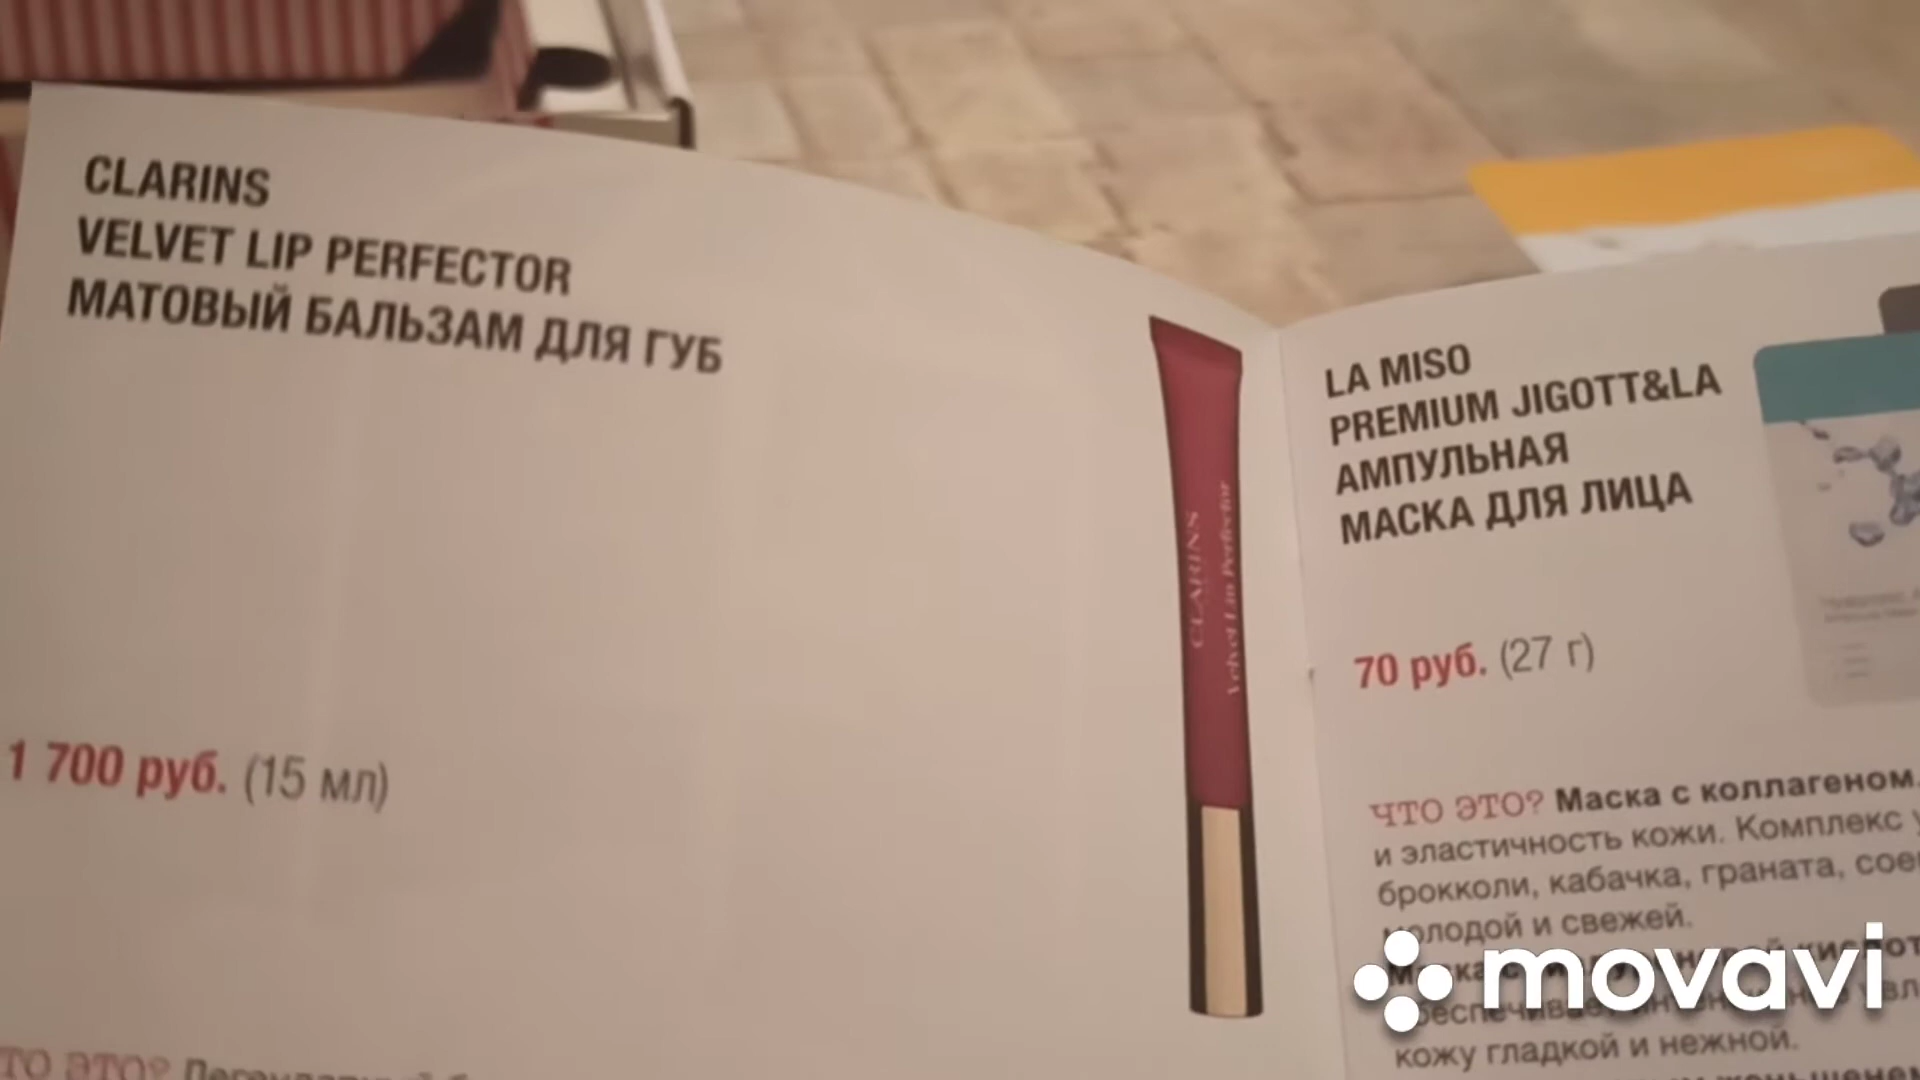 CLARINS
VELVET LIP PERFECTOR
МАТОВЫЙ БАЛЬЗАМ ДЛЯ ГУБ
1 700 руб. (15 мл)
CLARINS
Velvet Lip Perfector
LA MISO
PREMIUM JIGOTT&LA
АМПУЛЬНАЯ
МАСКА ДЛЯ ЛИЦА
70 руб. (27 г)
ЧТО ЭТО? Маска с коллагеном.
и эластичность кожи. Комплекс
брокколи, кабачка, граната,
молодой и свежей.
кожу гладкой и нежной.
movavi